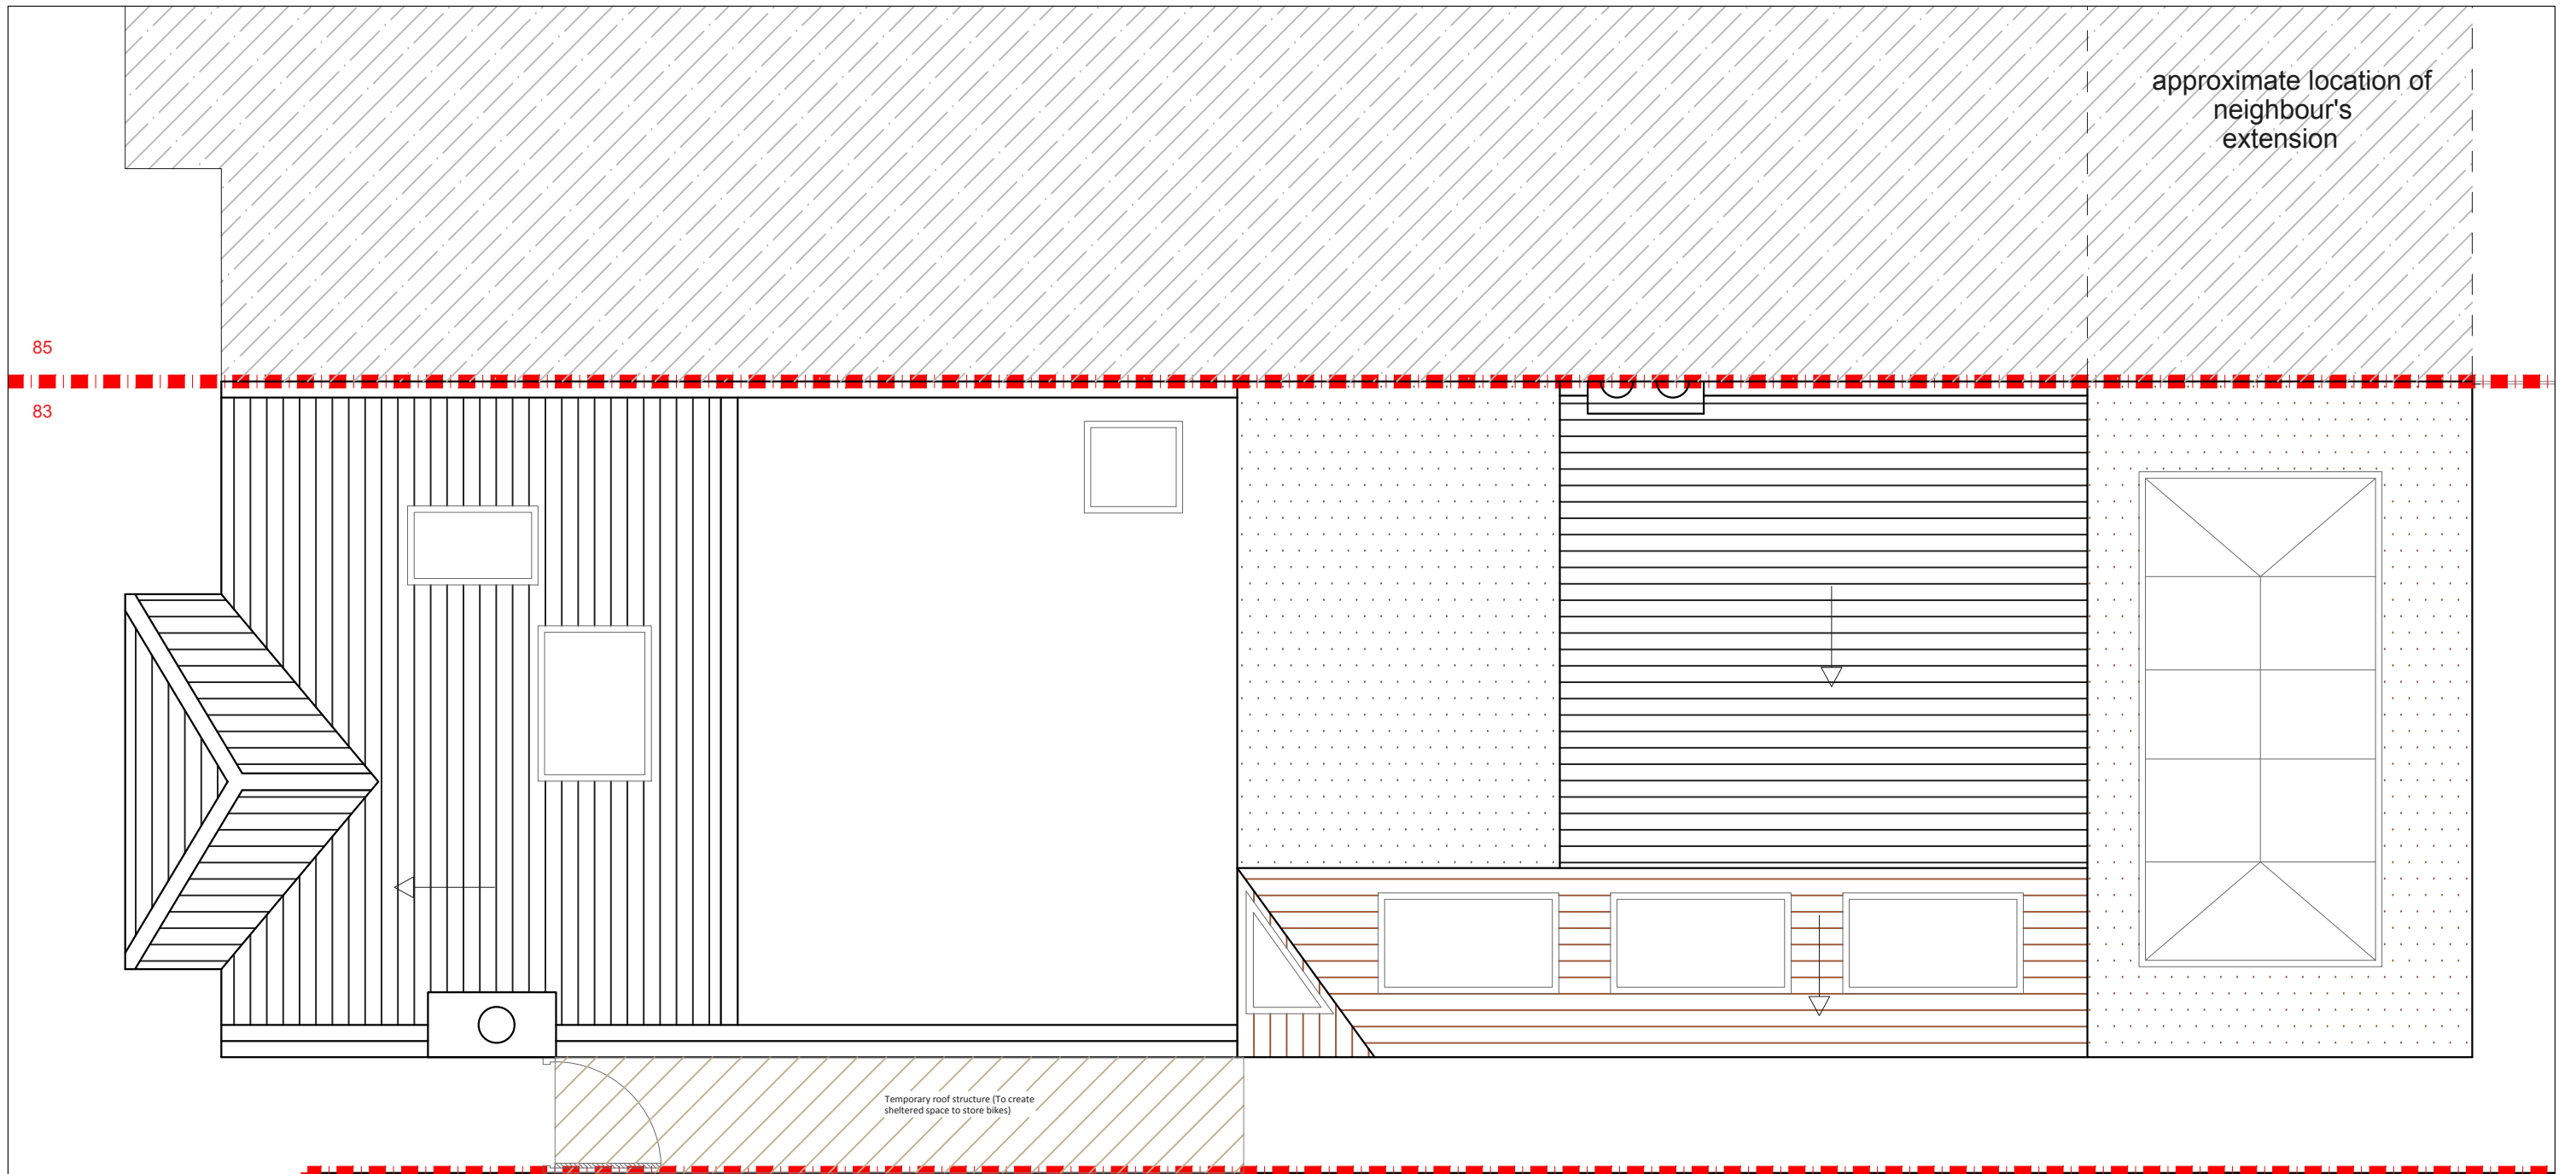 approximate location of
neighbour's
extension
85
83
Temporary roof structure (To create
sheltered space to store bikes)